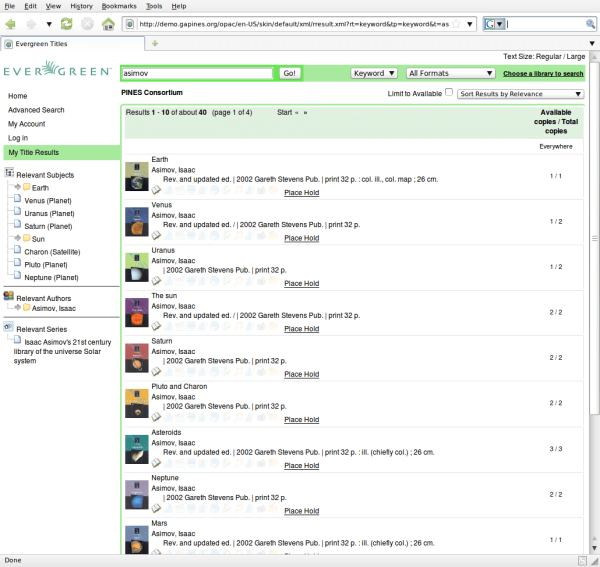 File Edit View History Bookmarks Tools Help
http://demo.gapines.org/opac/en-US/skin/default/xml/rresult.xml?rt=keyword&tp=keyword&t=as
G
Evergreen Titles
Text Size: Regular / Large
EVERGREEN
asimov Go! Keyword All Formats Choose a library to search
PINES Consortium Limit to Available Sort Results by Relevance
Home
Advanced Search
My Account
Log in
My Title Results
Relevant Subjects
Earth
Venus (Planet)
Uranus (Planet)
Saturn (Planet)
Sun
Charon (Satellite)
Pluto (Planet)
Neptune (Planet)
Relevant Authors
Asimov, Isaac
Relevant Series
Isaac Asimov's 21st century
library of the universe Solar
system
Results 1 - 10 of about 40 (page 1 of 4) Start « »
Available
copies / Total
copies
Everywhere
Earth
Asimov, Isaac
Rev. and updated ed. | 2002 Gareth Stevens Pub. | print 32 p. : col. ill., col. map ; 26 cm.
Place Hold
1 / 1
Venus
Asimov, Isaac
Rev. and updated ed. / | 2002 Gareth Stevens Pub. | print 32 p.
Place Hold
1 / 2
Uranus
Asimov, Isaac
| 2002 Gareth Stevens Pub. | print 32 p.
Place Hold
1 / 2
The sun
Asimov, Isaac
Rev. and updated ed. / | 2002 Gareth Stevens Pub. | print 32 p.
Place Hold
2 / 2
Saturn
Asimov, Isaac
| 2002 Gareth Stevens Pub. | print 32 p.
Place Hold
2 / 2
Pluto and Charon
Asimov, Isaac
| 2002 Gareth Stevens Pub. | print 32 p.
Place Hold
2 / 2
Asteroids
Asimov, Isaac
Rev. and updated ed. | 2002 Gareth Stevens Pub. | print 32 p. : ill. (chiefly col.) ; 26 cm.
Place Hold
3 / 3
Neptune
Asimov, Isaac
| 2002 Gareth Stevens Pub. | print 32 p.
Place Hold
2 / 2
Mars
Asimov, Isaac
Rev. and updated ed. | 2002 Gareth Stevens Pub. | print 32 p. : ill. (chiefly col.) ; 26 cm.
1 / 1
Done